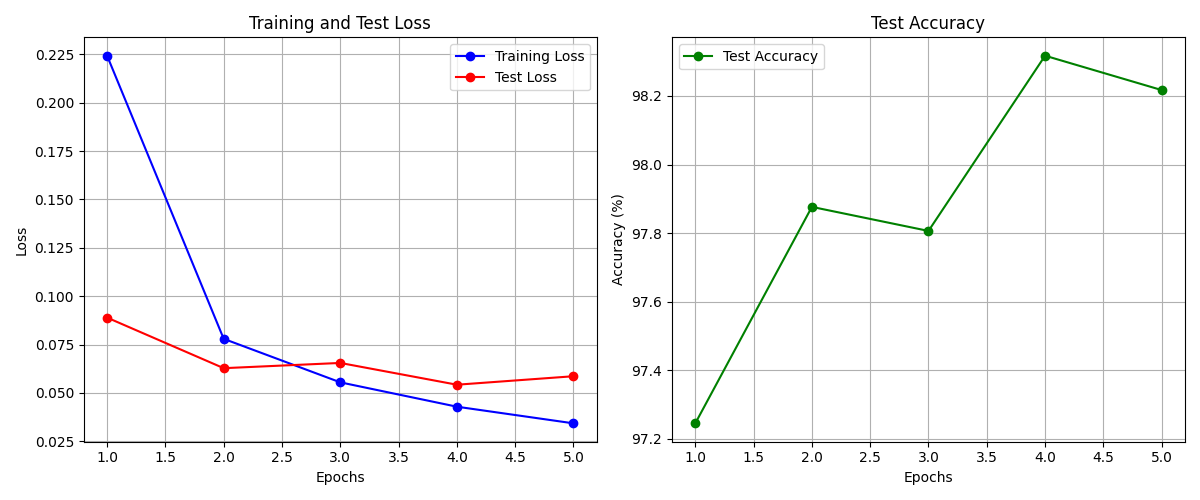 Training and Test Loss
Training Loss
Test Loss
0.225
0.200
0.175
0.150
0.125
0.100
0.075
0.050
0.025
Loss
1.0 1.5 2.0 2.5 3.0 3.5 4.0 4.5 5.0
Epochs
Test Accuracy
Test Accuracy
98.2
98.0
97.8
97.6
97.4
97.2
Accuracy (%)
1.0 1.5 2.0 2.5 3.0 3.5 4.0 4.5 5.0
Epochs